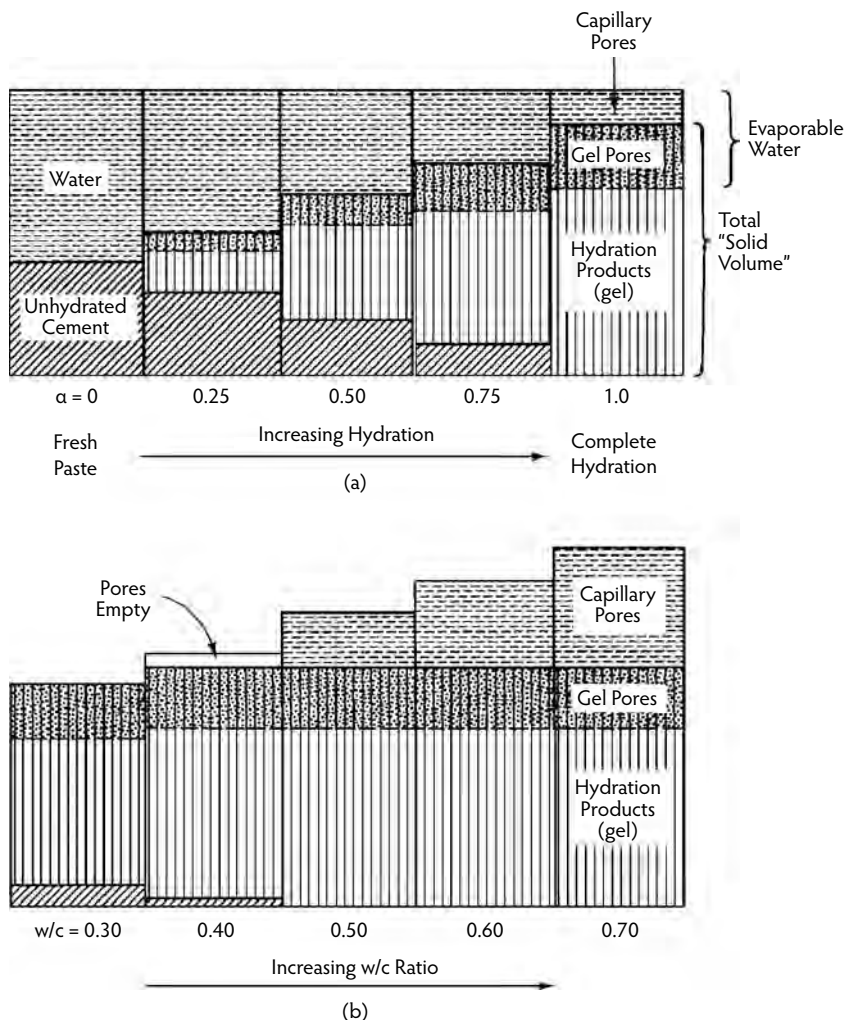 Capillary
Pores
Evaporable
Water
Gel Pores
Water
Total
"Solid
Volume"
Hydration
Products
(gel)
Unhydrated
Cement
α = 0
0.25
0.50
0.75
1.0
Fresh
Paste
Increasing Hydration
Complete
Hydration
(a)
Pores
Empty
Capillary
Pores
Gel Pores
Hydration
Products
(gel)
w/c = 0.30
0.40
0.50
0.60
0.70
Increasing w/c Ratio
(b)